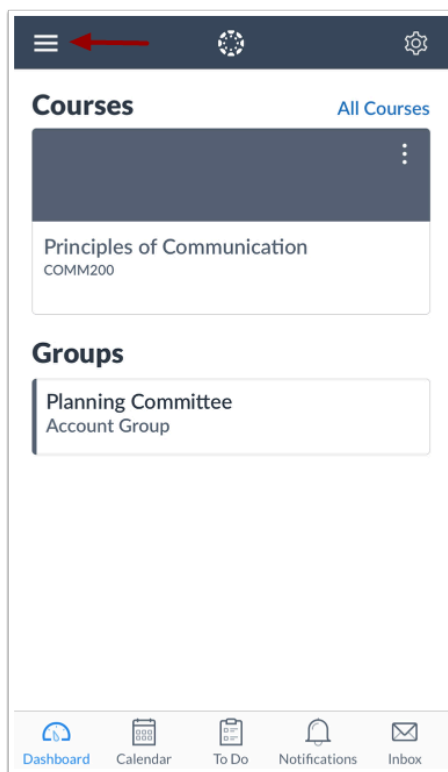 Courses
All Courses
Principles of Communication
COMM200
Groups
Planning Committee
Account Group
Dashboard
Calendar
To Do
Notifications
Inbox